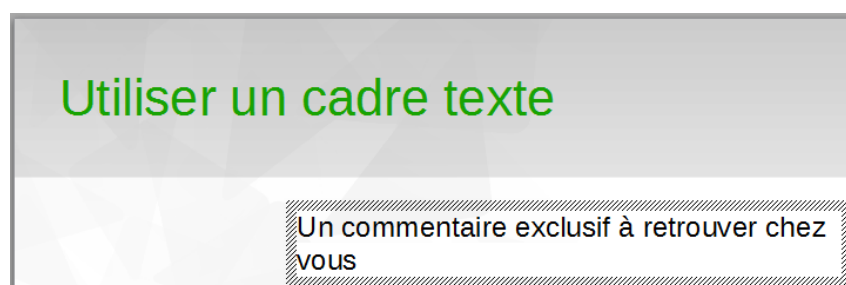 Utiliser un cadre texte
Un commentaire exclusif à retrouver chez
vous